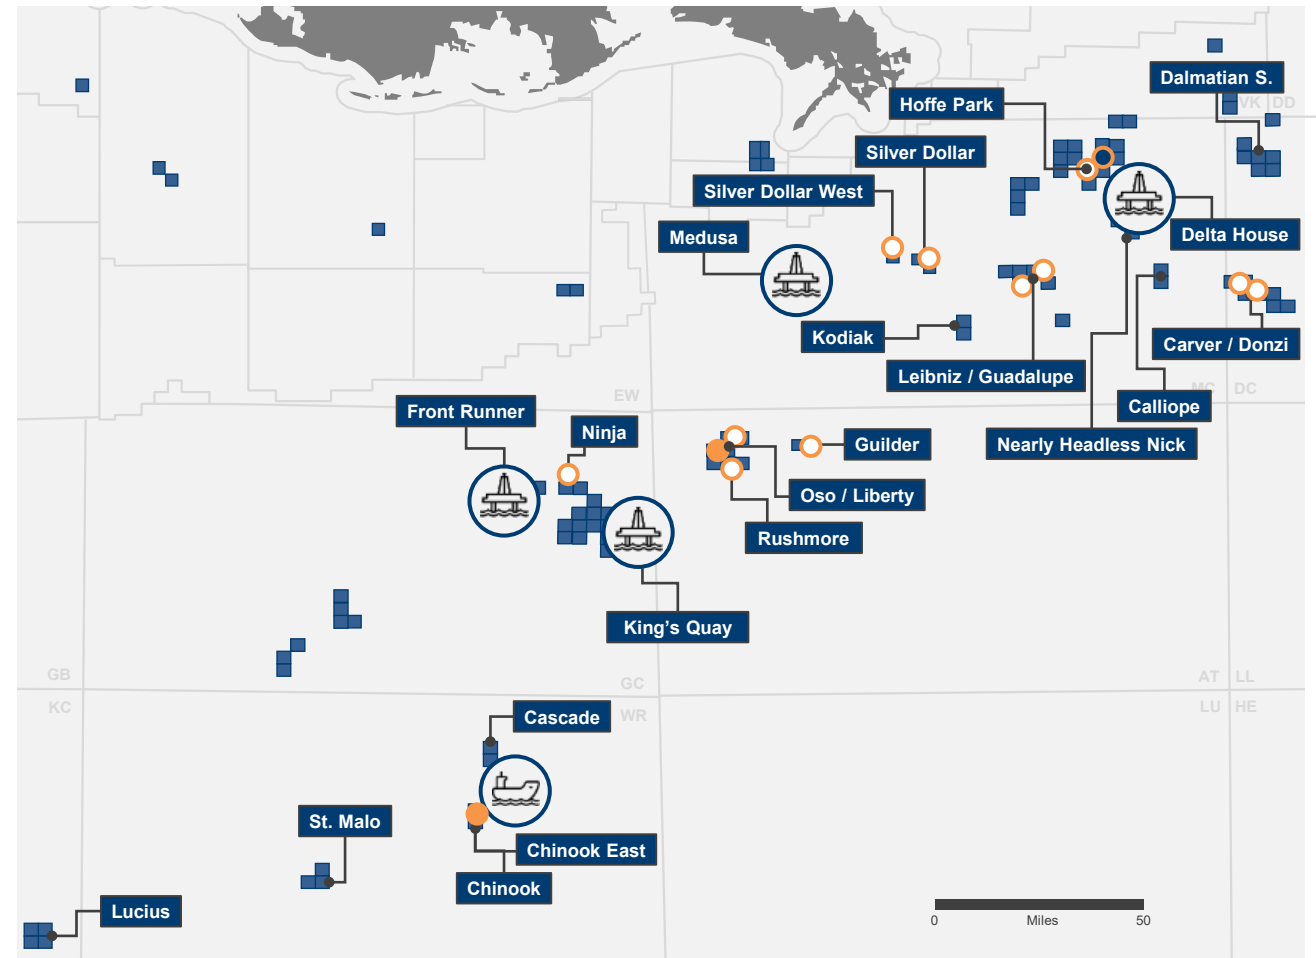 Dalmatian S.
Hoffe Park
VK
DD
Silver Dollar
Silver Dollar West
Medusa
Delta House
Kodiak
Carver / Donzi
Leibniz / Guadalupe
MC
DC
EW
Calliope
Front Runner
Ninja
Guilder
Nearly Headless Nick
Oso / Liberty
Rushmore
King’s Quay
GB
GC
AT
LL
KC
WR
LU
HE
Cascade
St. Malo
Chinook East
Chinook
Lucius
0
Miles
50